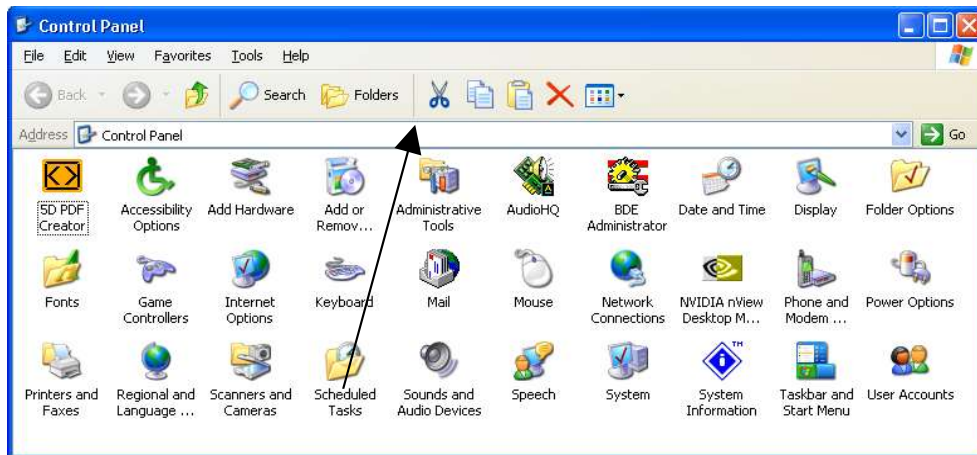 Control Panel
File Edit View Favorites Tools Help
Back Search Folders
Address Control Panel Go
5D PDF Creator
Accessibility Options
Add Hardware
Add or Remov...
Administrative Tools
AudioHQ
BDE Administrator
Date and Time
Display
Folder Options
Fonts
Game Controllers
Internet Options
Keyboard
Mail
Mouse
Network Connections
NVIDIA nView Desktop M...
Phone and Modem ...
Power Options
Printers and Faxes
Regional and Language ...
Scanners and Cameras
Scheduled Tasks
Sounds and Audio Devices
Speech
System
TM
System Information
Taskbar and Start Menu
User Accounts